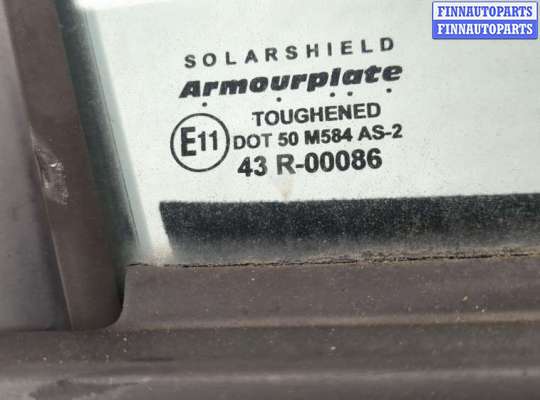 FINNAUTOPARTS
FINNAUTOPARTS
SOLARSHIELD
Armourplate
TOUGHENED
E11
DOT 50 M584 AS-2
43 R-00086